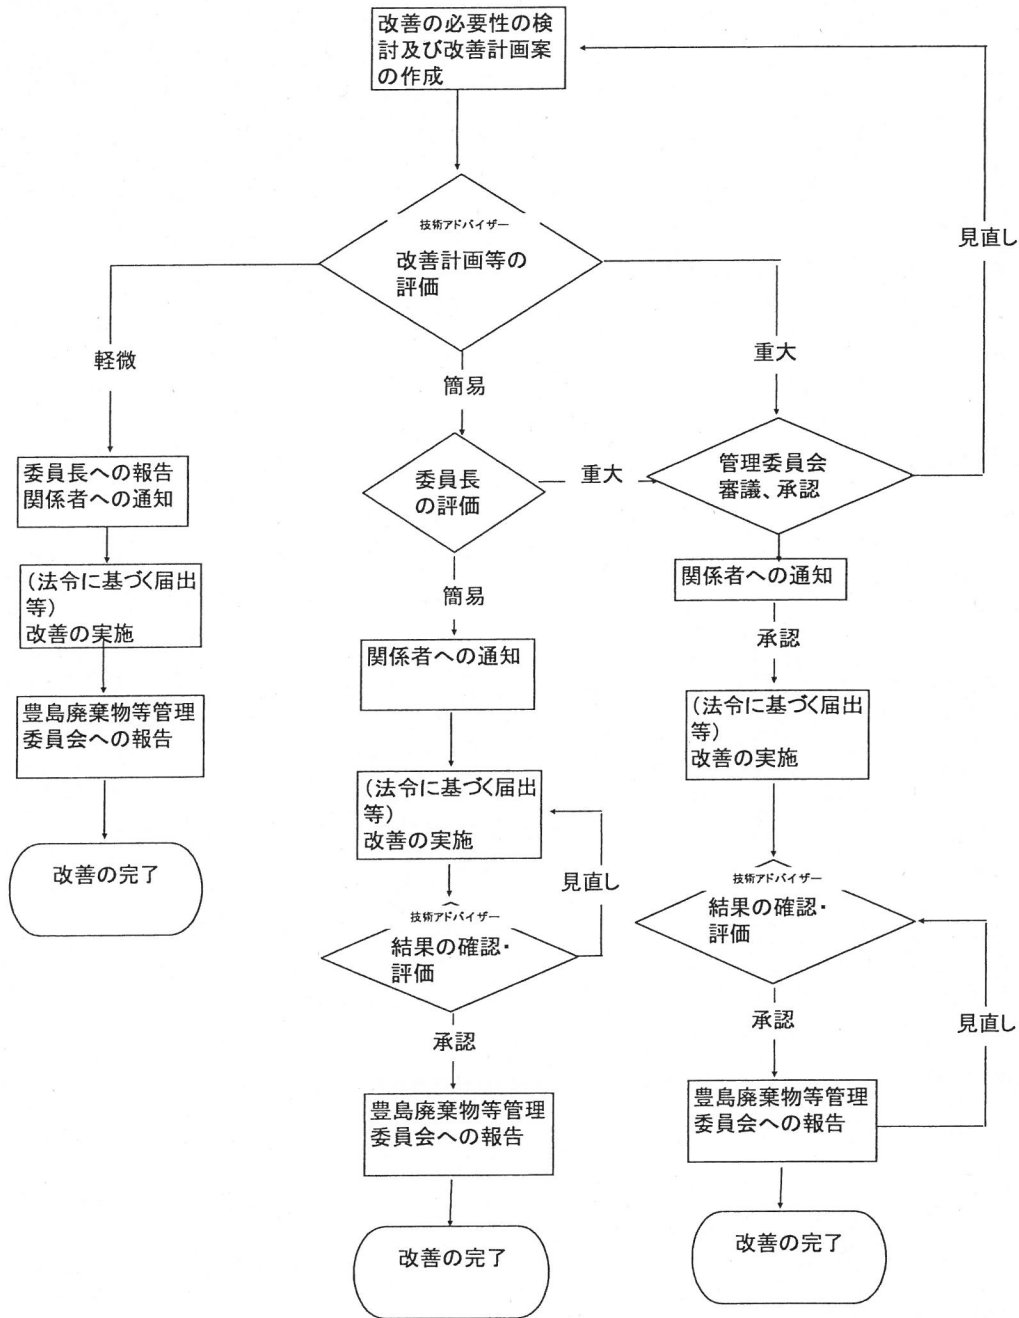 改善の必要性の検
討及び改善計画案
の作成
技術アドバイザー
改善計画等の
評価
見直し
軽微
簡易
重大
委員長への報告
関係者への通知
委員長
の評価
重大
管理委員会
審議、承認
(法令に基づく届出
等)
改善の実施
簡易
関係者への通知
承認
関係者への通知
豊島廃棄物等管理
委員会への報告
(法令に基づく届出
等)
改善の実施
(法令に基づく届出
等)
改善の実施
改善の完了
見直し
技術アドバイザー
結果の確認・
評価
技術アドバイザー
結果の確認・
評価
承認
承認
見直し
豊島廃棄物等管理
委員会への報告
豊島廃棄物等管理
委員会への報告
改善の完了
改善の完了